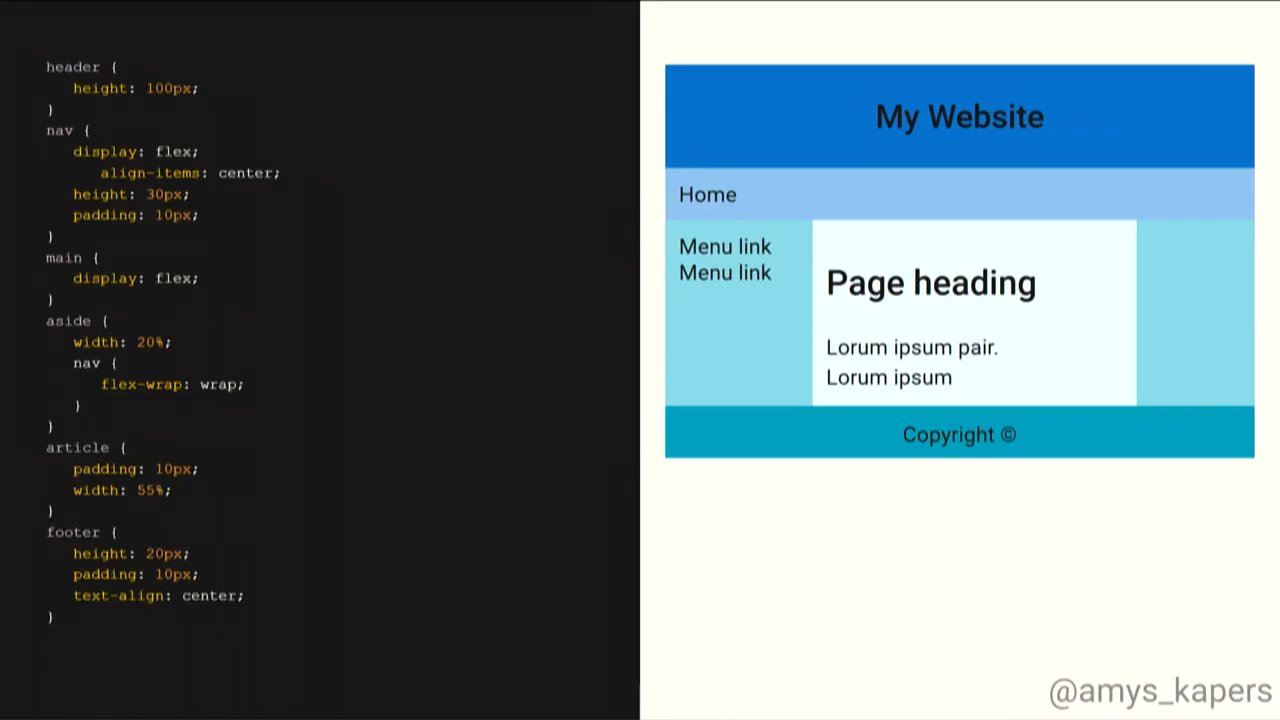 header {
height: 100px;
}
nav {
display: flex;
align-items: center;
height: 30px;
padding: 10px;
}
main {
display: flex;
}
aside {
width: 20%;
nav {
flex-wrap: wrap;
}
}
article {
padding: 10px;
width: 55%;
}
footer {
height: 20px;
padding: 10px;
text-align: center;
}
My Website
Home
Menu link
Menu link
Page heading
Lorum ipsum pair.
Lorum ipsum
Copyright ©
@amys_kapers